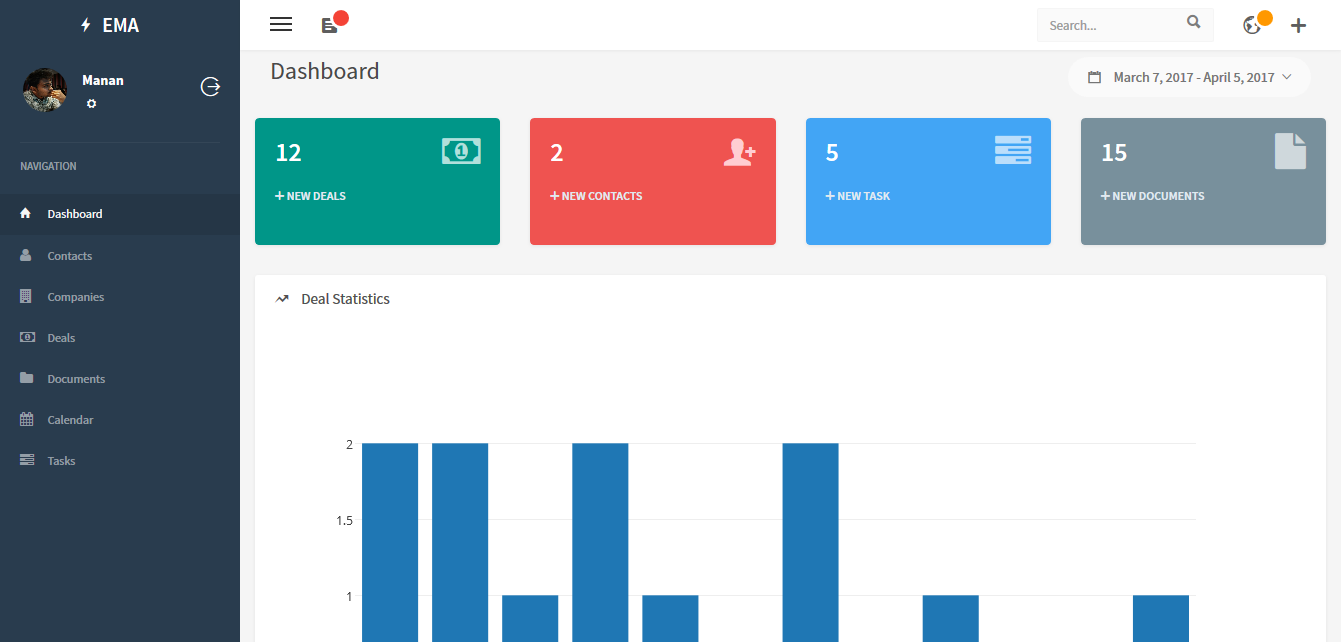 EMA
Manan
NAVIGATION
Dashboard
Contacts
Companies
Deals
Documents
Calendar
Tasks
Search...
Dashboard
March 7, 2017 - April 5, 2017
12
+ NEW DEALS
2
+ NEW CONTACTS
5
+ NEW TASK
15
+ NEW DOCUMENTS
Deal Statistics
2
1.5
1